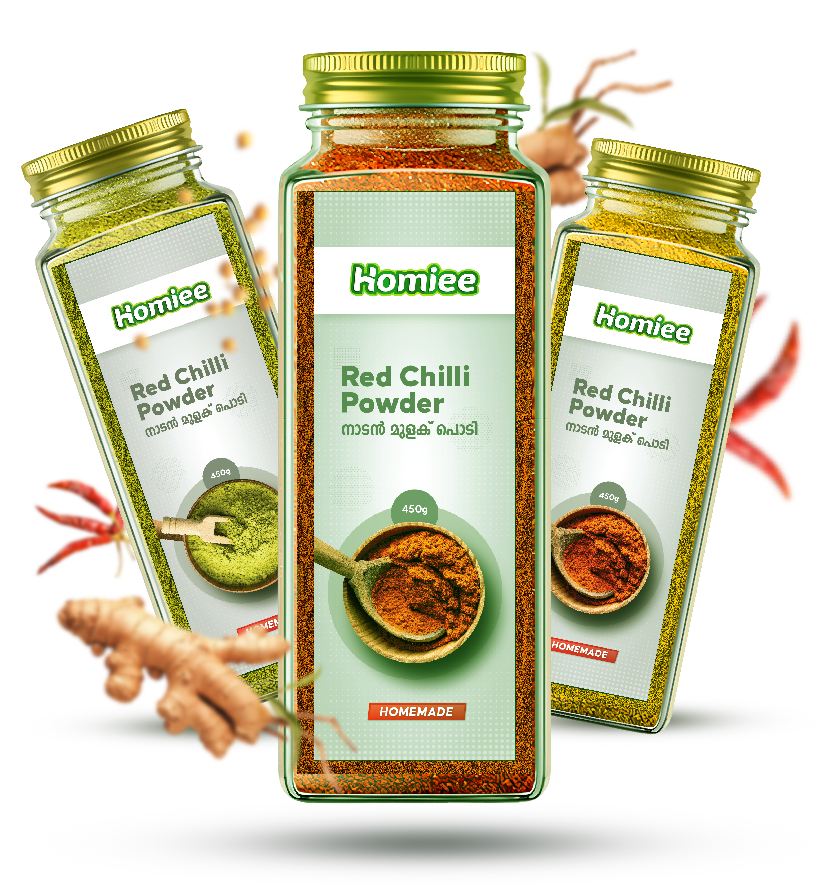 Homiee
Red Chilli
Powder
നാടൻ മുളക് പൊടി
450g
Homiee
Red Chilli
Powder
നാടൻ മുളക് പൊടി
450g
HOMEMADE
Homiee
Red Chilli
Powder
നാടൻ മുളക് പൊടി
450g
HOMEMADE